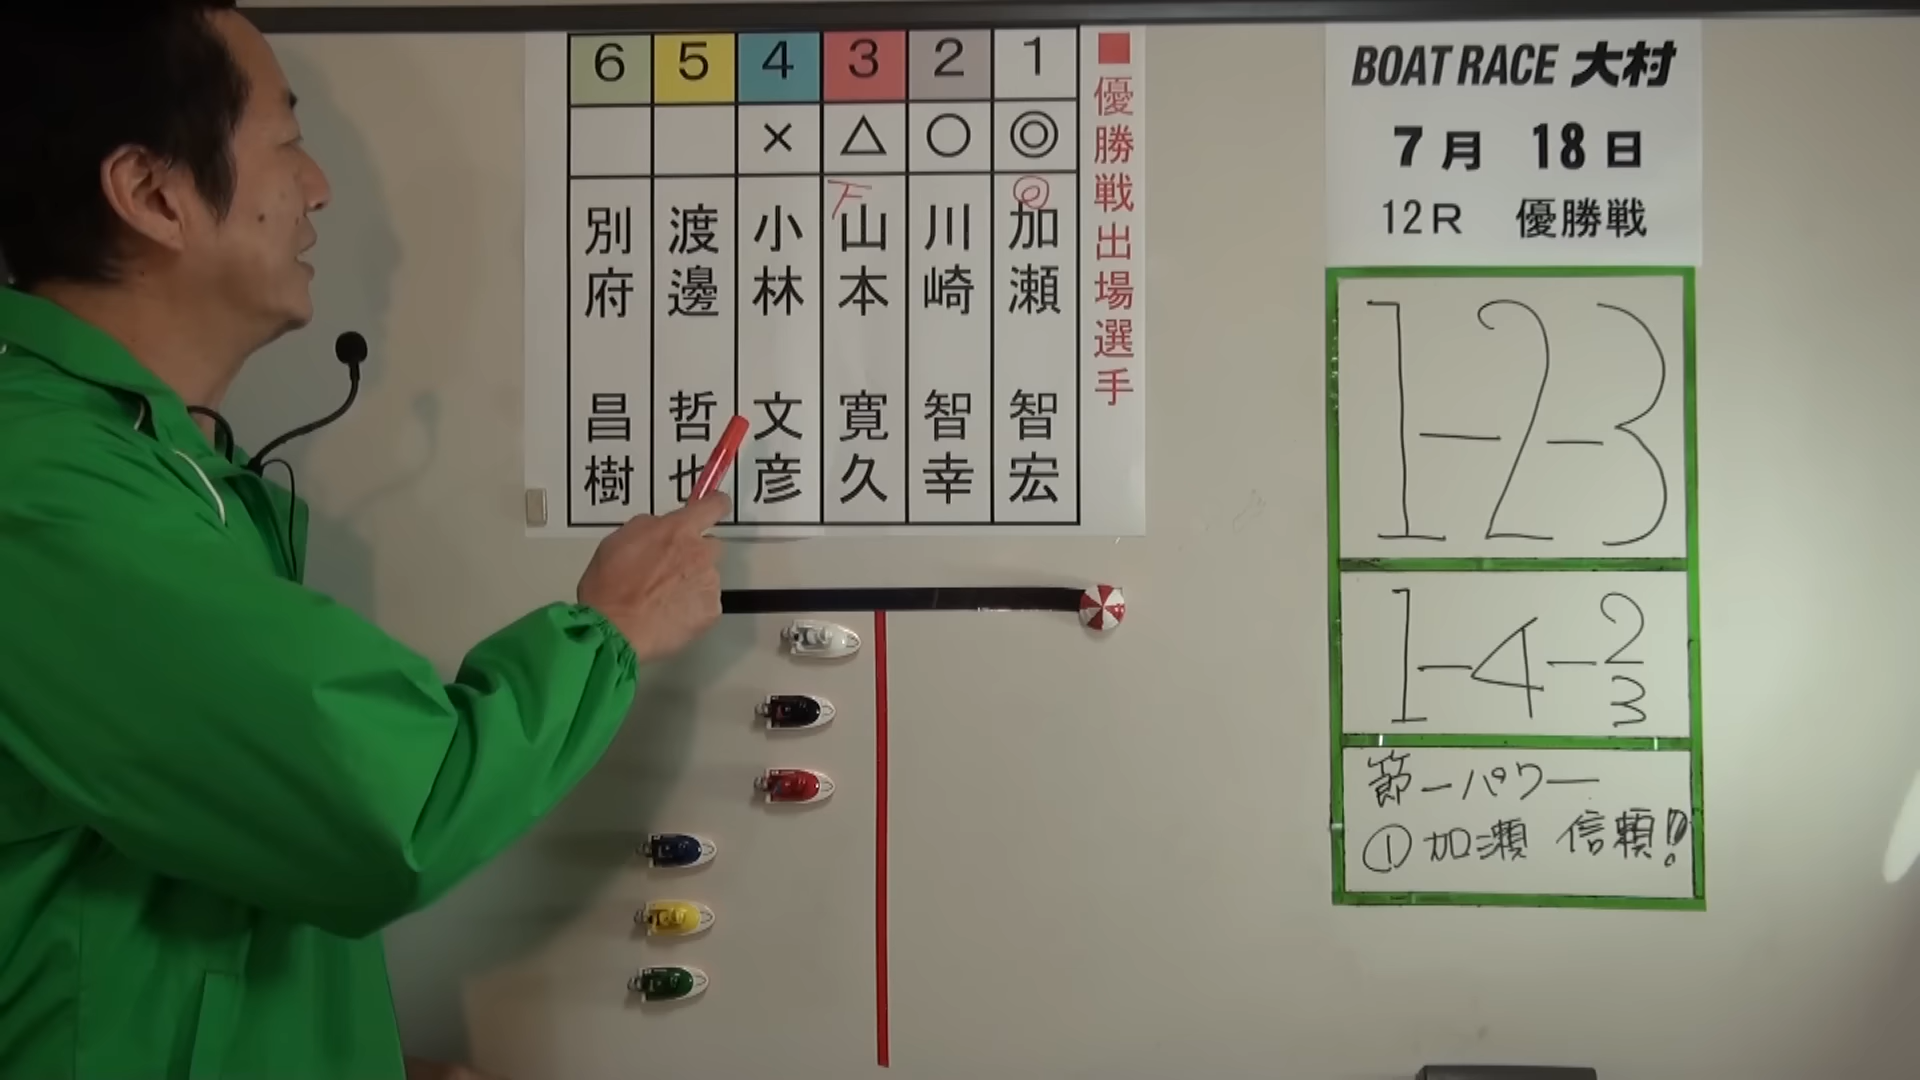 6 5 4 3 2 1
× △ ○ ◎
別府 昌樹
渡邊 哲也
小林 文彦
下
山本 寛久
川崎 智幸
◎
加瀬 智宏
■優勝戦出場選手
BOAT RACE 大村
7月 18日
12R 優勝戦
1-2-3
1-4-2
3
節一パワー
①加瀬 信頼!!